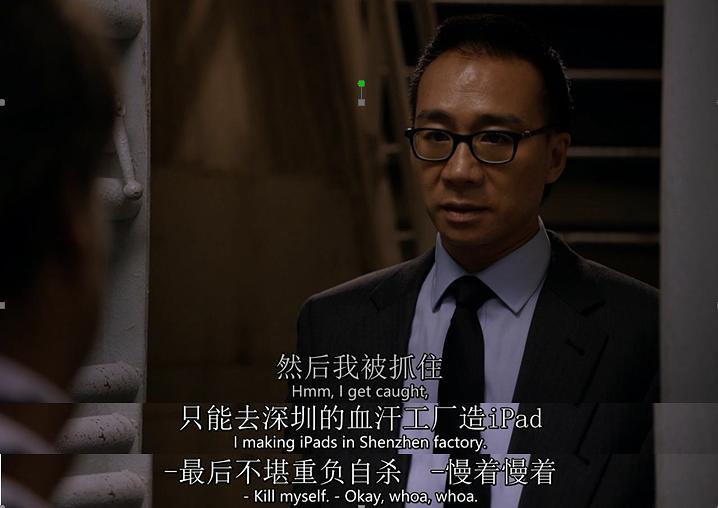 然后我被抓住
Hmm, I get caught,
只能去深圳的血汗工厂造iPad
I making iPads in Shenzhen factory.
-最后不堪重负自杀 -慢着慢着
- Kill myself. - Okay, whoa, whoa.